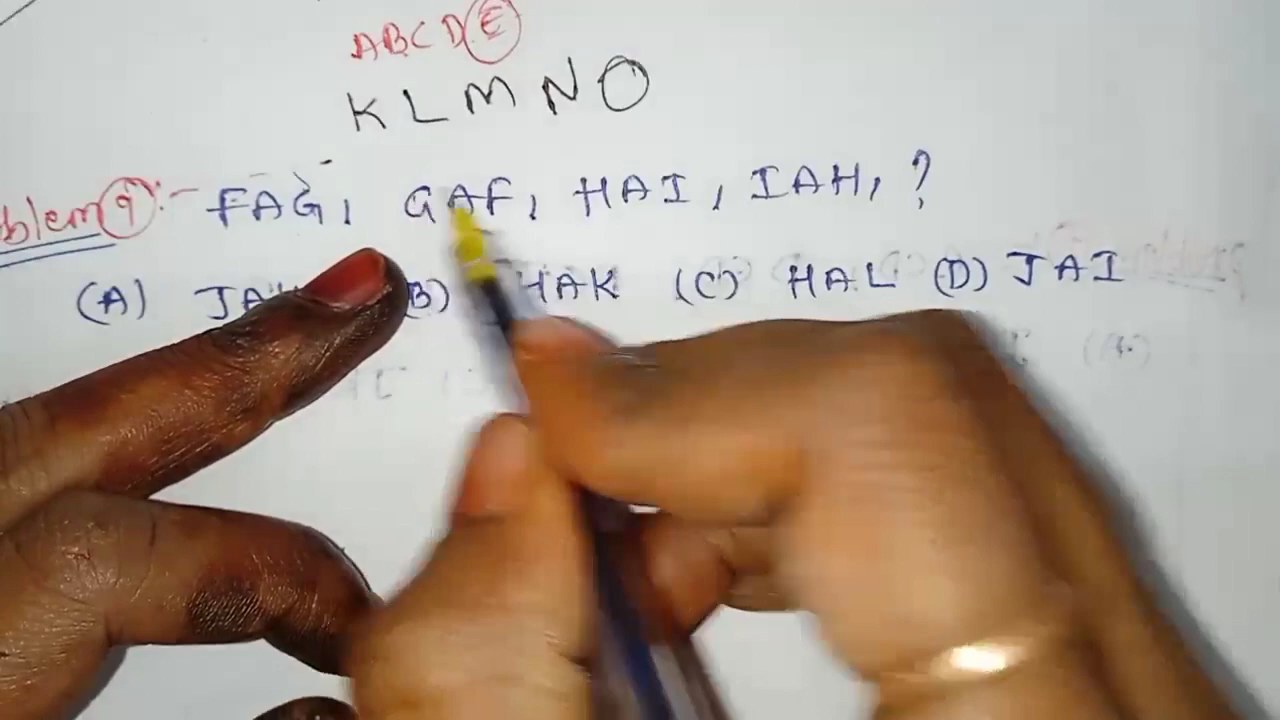 ABCDE
KLMNO
blem 9:- FAG, GAF, HAI, IAH, ?
(A) (B) HAK (C) HAL (D) JAI